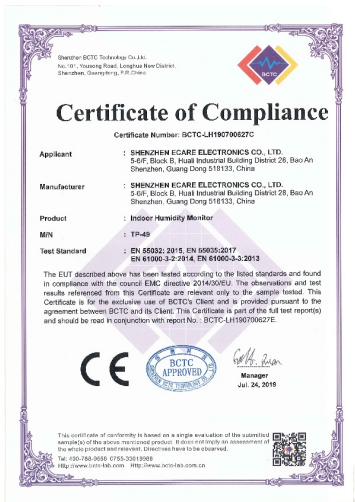 Shenzhen BCTC Technology Co.,Ltd.
No.101, Yousong Road, Longhua New District,
Shenzhen, Guangdong, P.R.China
BCTC
Certificate of Compliance
Certificate Number: BCTC-LH190700627C
Applicant : SHENZHEN ECARE ELECTRONICS CO., LTD.
5-6/F, Block B, Huali Industrial Building District 28, Bao An
Shenzhen, Guang Dong 518133, China
Manufacturer : SHENZHEN ECARE ELECTRONICS CO., LTD.
5-6/F, Block B, Huali Industrial Building District 28, Bao An
Shenzhen, Guang Dong 518133, China
Product : Indoor Humidity Monitor
M/N : TP-49
Test Standard : EN 55032: 2015, EN 55035:2017
EN 61000-3-2:2014, EN 61000-3-3:2013
The EUT described above has been tested according to the listed standards and found
in compliance with the council EMC directive 2014/30/EU. The observations and test
results referenced from this Certificate are relevant only to the sample tested. This
Certificate is for the exclusive use of BCTC's Client and is provided pursuant to the
agreement between BCTC and its Client. This Certificate is part of the full test report(s)
and should be read in conjunction with report No. : BCTC-LH190700627E.
CE
BCTC
APPROVED
Manager
Jul. 24, 2019
This certificate of conformity is based on a single evaluation of the submitted
sample(s) of the above mentioned product. It does not imply an assessment of
the whole product and relevant. Directives have to be observed.
Tel: 400-788-9558 0755-33019988
Http://www.bctc-lab.com Http://www.bctc-lab.com.cn